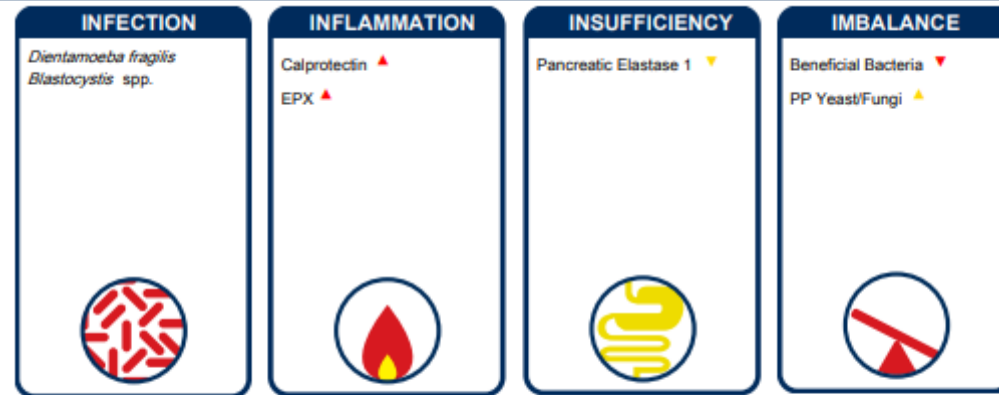 INFECTION
Dientamoeba fragilis
Blastocystis spp.
INFLAMMATION
Calprotectin ▲
EPX ▲
INSUFFICIENCY
Pancreatic Elastase 1 ▼
IMBALANCE
Beneficial Bacteria ▼
PP Yeast/Fungi ▲